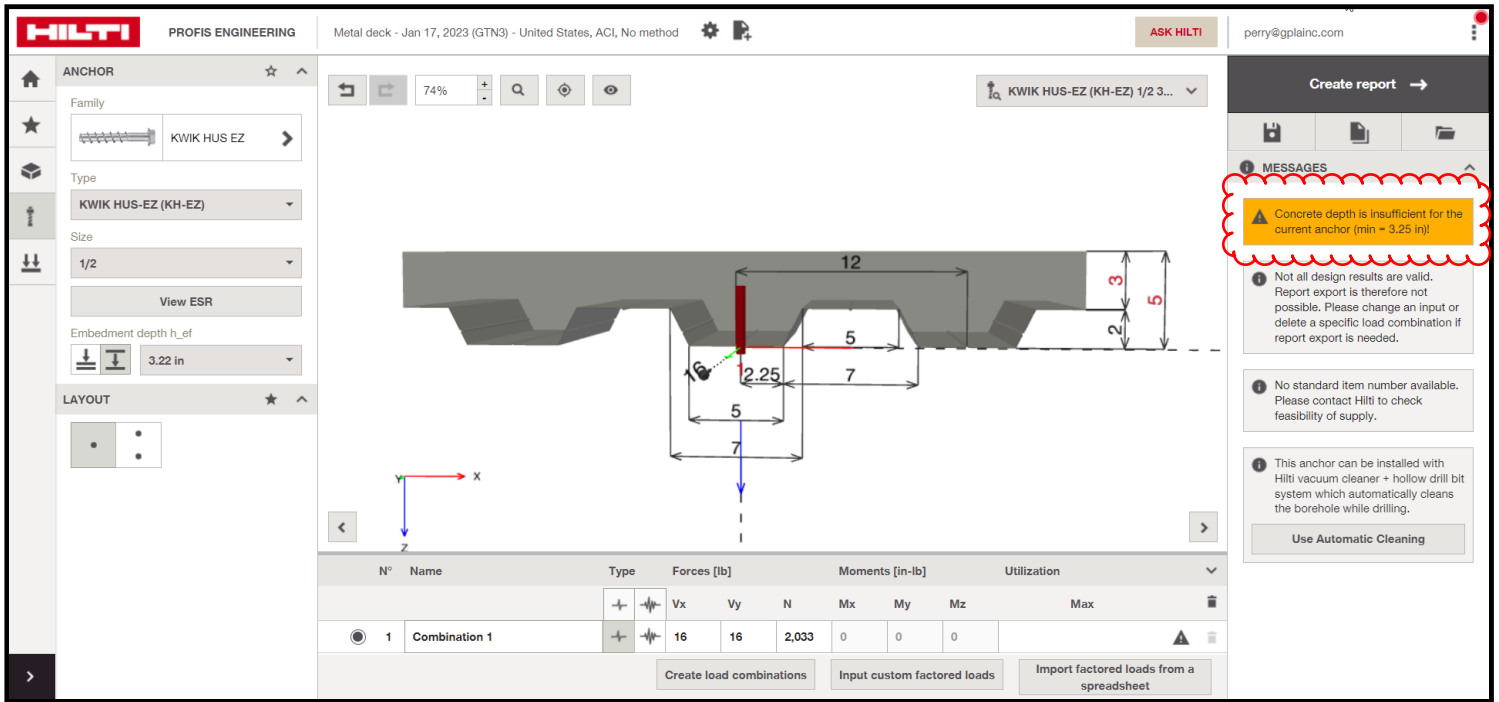 HILTI
PROFIS ENGINEERING
Metal deck - Jan 17, 2023 (GTN3) - United States, ACI, No method
ASK HILTI
perry@gplainc.com
ANCHOR
Family
KWIK HUS EZ
Type
KWIK HUS-EZ (KH-EZ)
Size
1/2
View ESR
Embedment depth h_ef
3.22 in
LAYOUT
74%
+
-
KWIK HUS-EZ (KH-EZ) 1/2 3...
12
3
5
2
5
16
1
2.25
7
5
7
Y
X
Z
Create report
MESSAGES
Concrete depth is insufficient for the
current anchor (min = 3.25 in)!
Not all design results are valid.
Report export is therefore not
possible. Please change an input or
delete a specific load combination if
report export is needed.
No standard item number available.
Please contact Hilti to check
feasibility of supply.
This anchor can be installed with
Hilti vacuum cleaner + hollow drill bit
system which automatically cleans
the borehole while drilling.
Use Automatic Cleaning
N° Name Type Forces [lb] Moments [in-lb] Utilization
Vx Vy N Mx My Mz Max
1 Combination 1 16 16 2,033 0 0 0
Create load combinations
Input custom factored loads
Import factored loads from a
spreadsheet